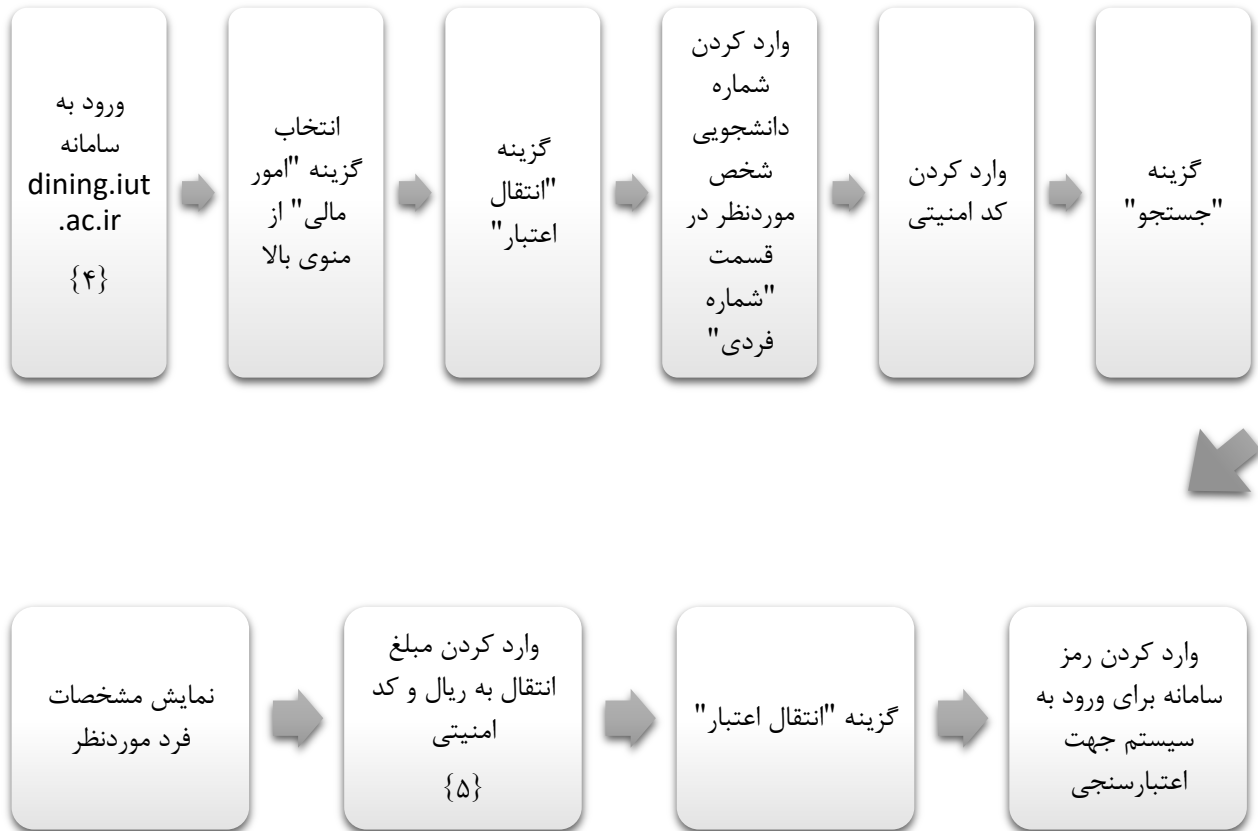 ورود به
سامانه
dining.iut
.ac.ir
{۴}
انتخاب
گزینه "امور
مالی" از
منوی بالا
گزینه
"انتقال
اعتبار"
وارد کردن
شماره
دانشجویی
شخص
موردنظر در
قسمت
"شماره
فردی"
وارد کردن
کد امنیتی
گزینه
"جستجو"
نمایش مشخصات
فرد موردنظر
وارد کردن مبلغ
انتقال به ریال و کد
امنیتی
{۵}
گزینه "انتقال اعتبار"
وارد کردن رمز
سامانه برای ورود به
سیستم جهت
اعتبارسنجی